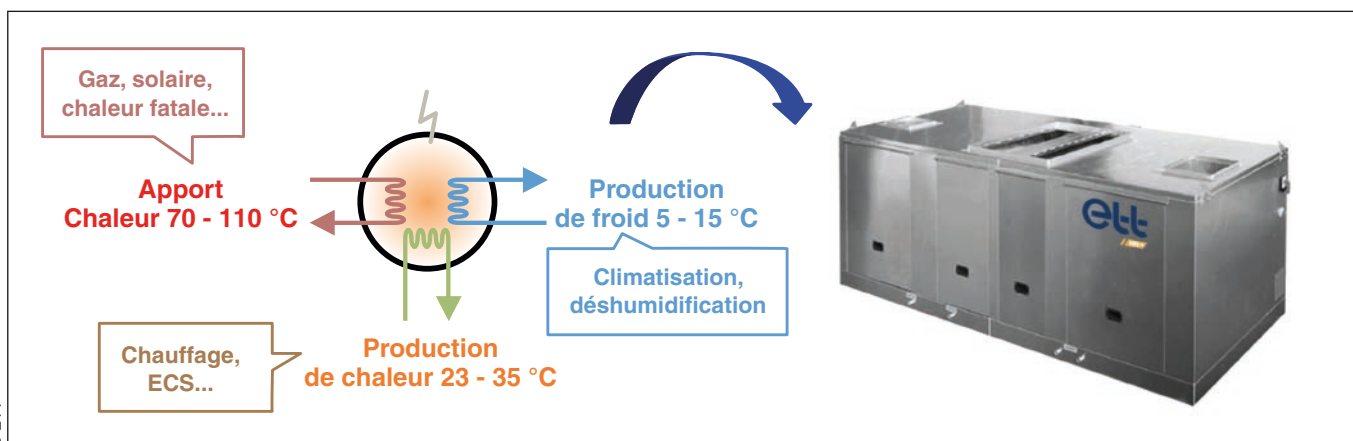 Gaz, solaire,
chaleur fatale...
Apport
Chaleur 70 - 110 °C
Production
de froid 5 - 15 °C
Climatisation,
déshumidification
Chauffage,
ECS...
Production
de chaleur 23 - 35 °C
ett